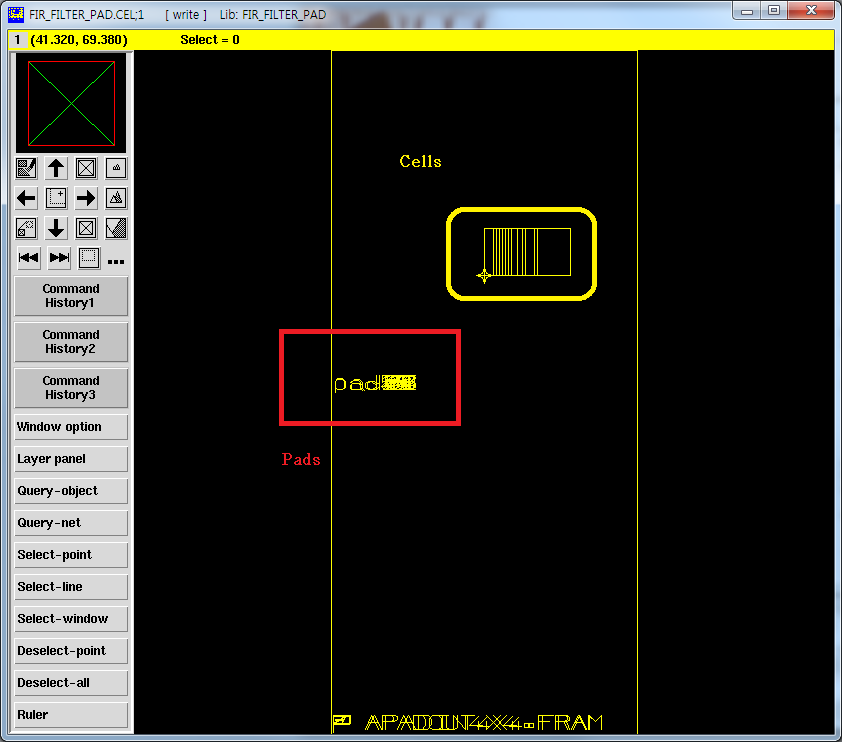 FIR_FILTER_PAD.CEL;1 [ write ] Lib: FIR_FILTER_PAD
1 (41.320, 69.380) Select = 0
Cells
Command
History1
Command
History2
Command
History3
Window option
Layer panel
Query-object
Query-net
Select-point
Select-line
Select-window
Deselect-point
Deselect-all
Ruler
pad
Pads